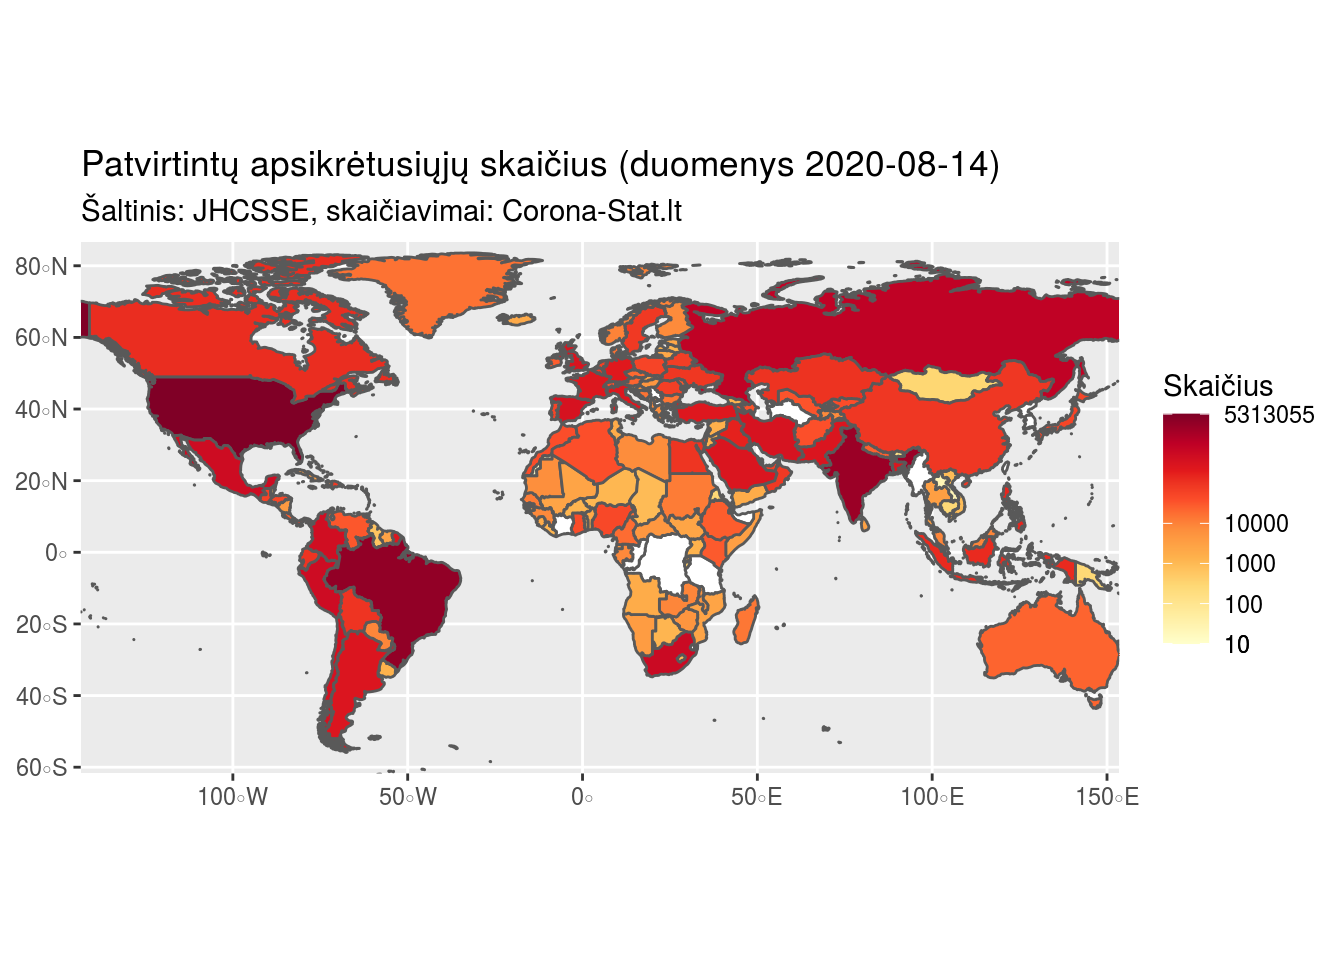 Patvirtintų apsikrėtusiųjų skaičius (duomenys 2020-08-14)
Šaltinis: JHCSSE, skaičiavimai: Corona-Stat.lt
80◦N
60◦N
40◦N
20◦N
0◦
20◦S
40◦S
60◦S
100◦W 50◦W 0◦ 50◦E 100◦E 150◦E
Skaičius
5313055
10000
1000
100
10